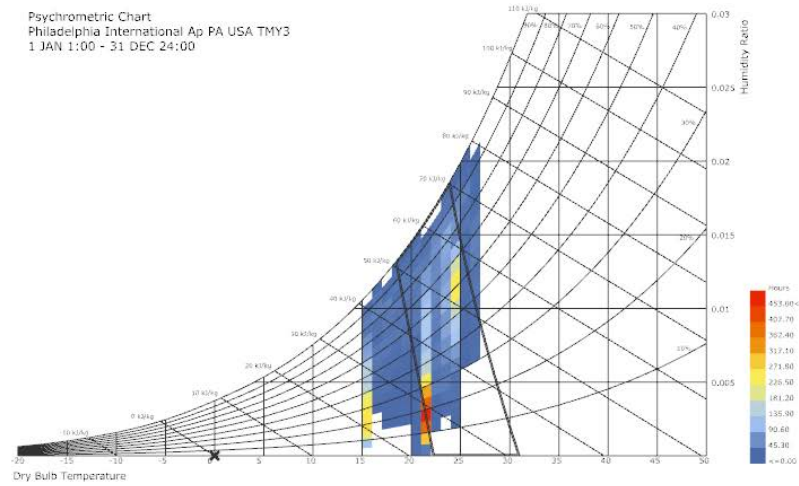 Psychrometric Chart
Philadelphia International Ap PA USA TMY3
1 JAN 1:00 - 31 DEC 24:00
110 kJ/kg
100 kJ/kg
90 kJ/kg
80 kJ/kg
70 kJ/kg
60 kJ/kg
50 kJ/kg
40 kJ/kg
30 kJ/kg
20 kJ/kg
10 kJ/kg
0 kJ/kg
-10 kJ/kg
70%
60%
50%
40%
30%
20%
10%
0.03
0.025
0.02
0.015
0.01
0.005
Humidity Ratio
-20 -15 -10 -5 0 5 10 15 20 25 30 35 40 45 50
Dry Bulb Temperature
Hours
453.00<
407.70
362.40
317.10
271.80
226.50
181.20
135.90
90.60
45.30
<=0.00